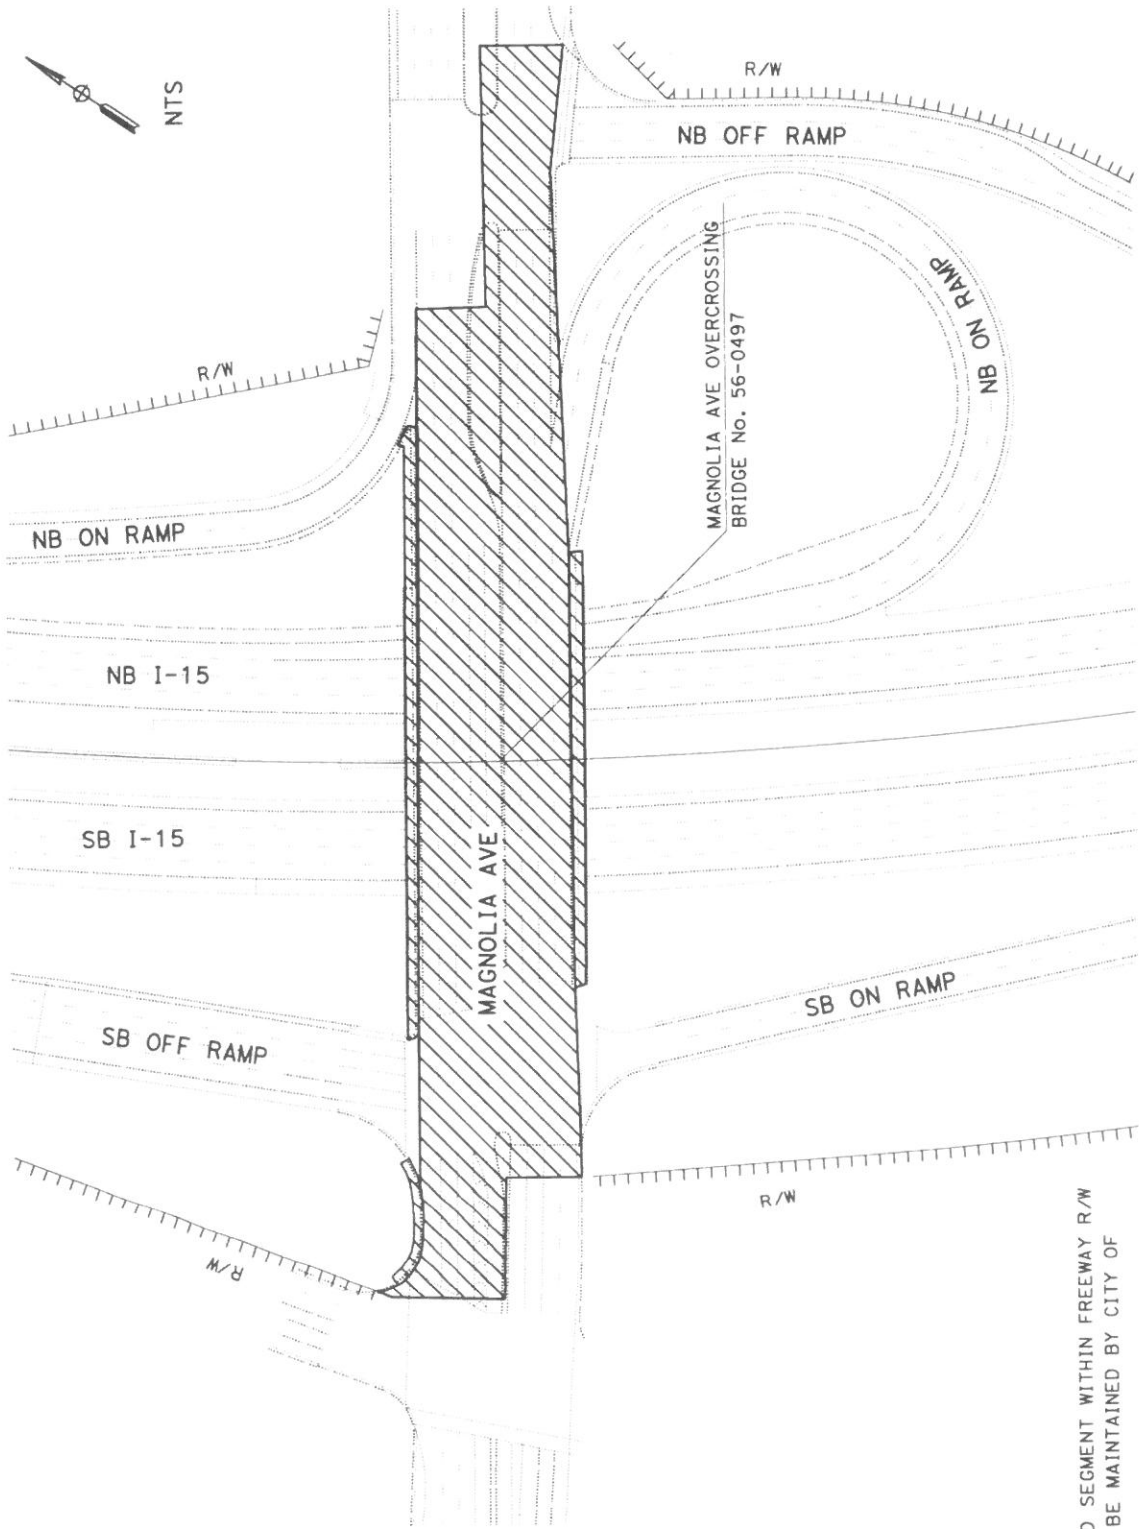 NTS
R/W
NB OFF RAMP
R/W
NB ON RAMP
MAGNOLIA AVE OVERCROSSING
BRIDGE No. 56-0497
NB ON RAMP
NB I-15
SB I-15
MAGNOLIA AVE
SB OFF RAMP
SB ON RAMP
R/W
R/W
SEGMENT WITHIN FREEWAY R/W
BE MAINTAINED BY CITY OF